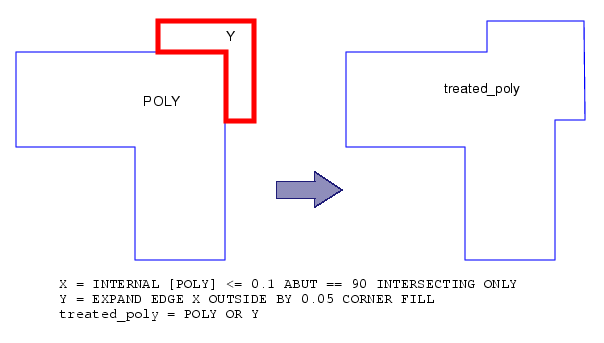 Y
POLY
treated_poly
X = INTERNAL [POLY] <= 0.1 ABUT == 90 INTERSECTING ONLY
Y = EXPAND EDGE X OUTSIDE BY 0.05 CORNER FILL
treated_poly = POLY OR Y